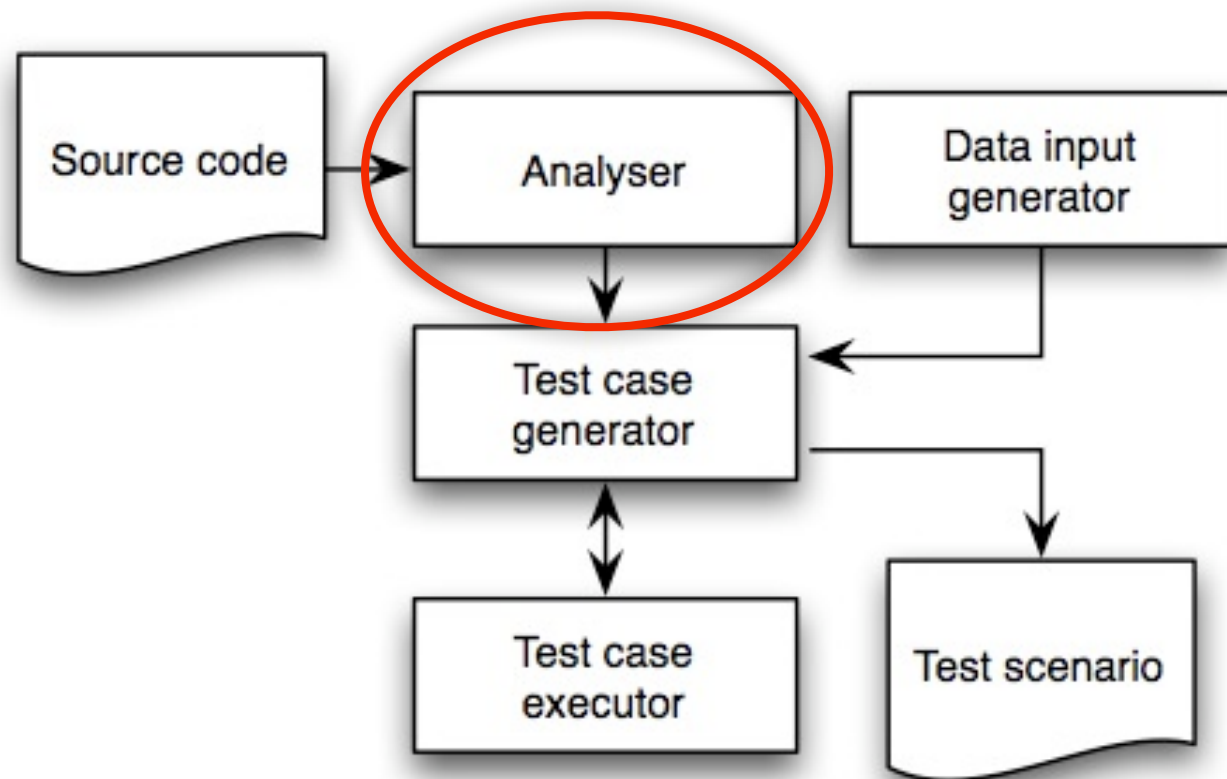 Source code
Analyser
Data input
generator
Test case
generator
Test case
executor
Test scenario